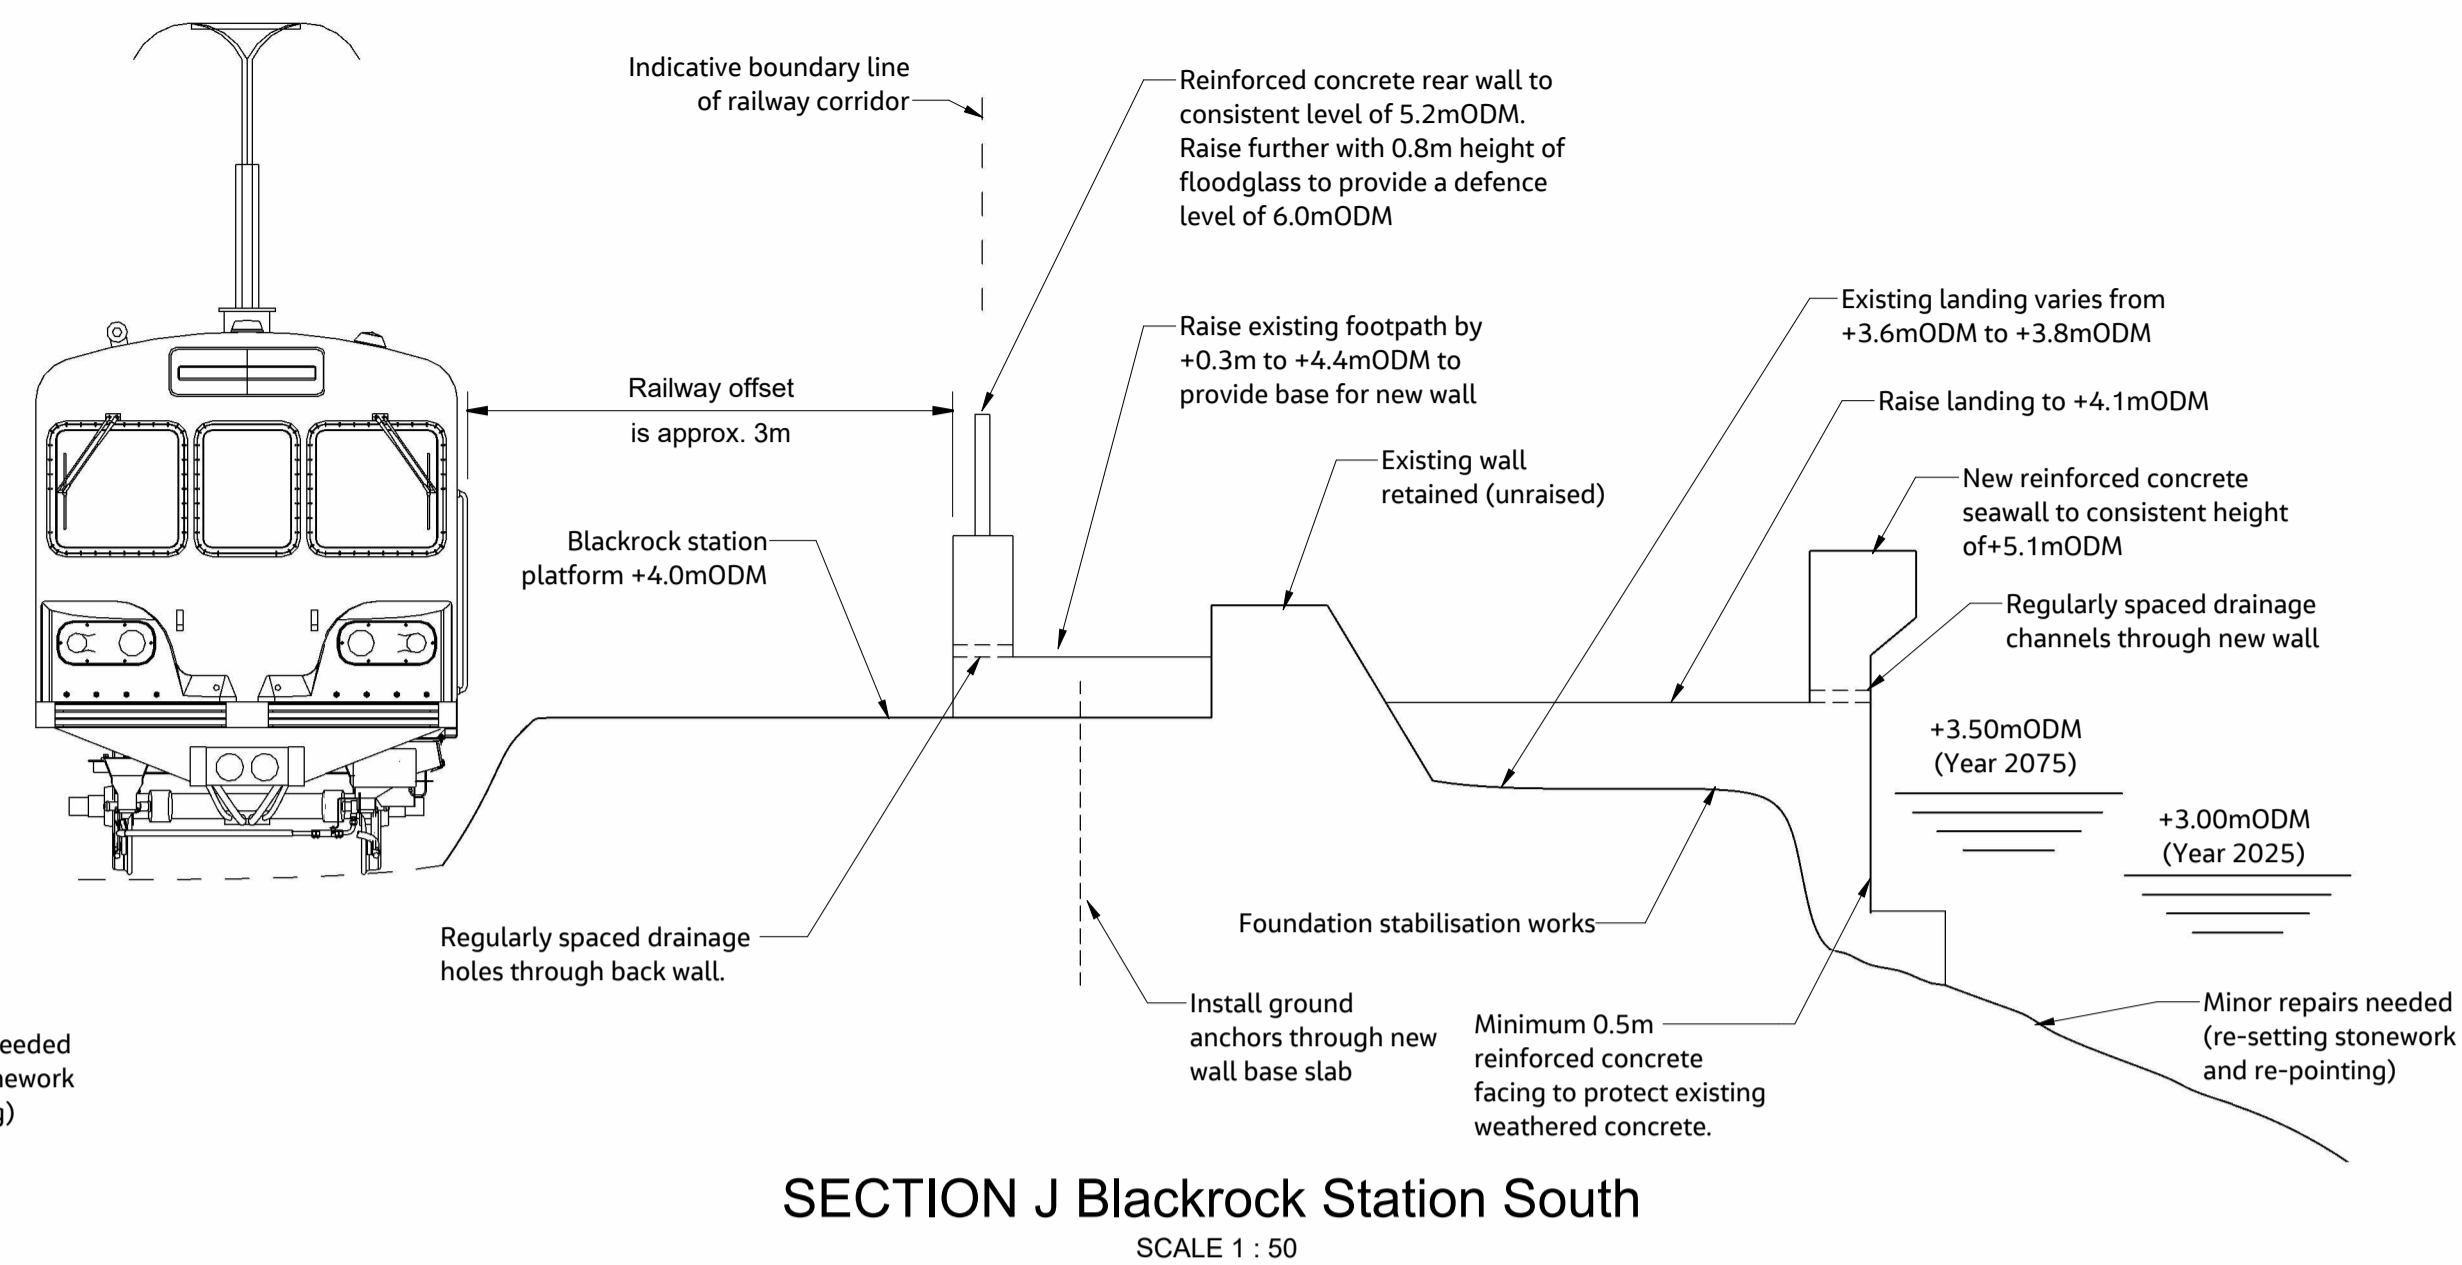 Indicative boundary line
of railway corridor
Reinforced concrete rear wall to
consistent level of 5.2mODM.
Raise further with 0.8m height of
floodglass to provide a defence
level of 6.0mODM
Raise existing footpath by
+0.3m to +4.4mODM to
provide base for new wall
Existing landing varies from
+3.6mODM to +3.8mODM
Railway offset
is approx. 3m
Raise landing to +4.1mODM
Existing wall
retained (unraised)
New reinforced concrete
seawall to consistent height
of+5.1mODM
Blackrock station
platform +4.0mODM
Regularly spaced drainage
channels through new wall
+3.50mODM
(Year 2075)
+3.00mODM
(Year 2025)
Regularly spaced drainage
holes through back wall.
Foundation stabilisation works
Install ground
anchors through new
wall base slab
Minimum 0.5m
reinforced concrete
facing to protect existing
weathered concrete.
Minor repairs needed
(re-setting stonework
and re-pointing)
SECTION J Blackrock Station South
SCALE 1 : 50